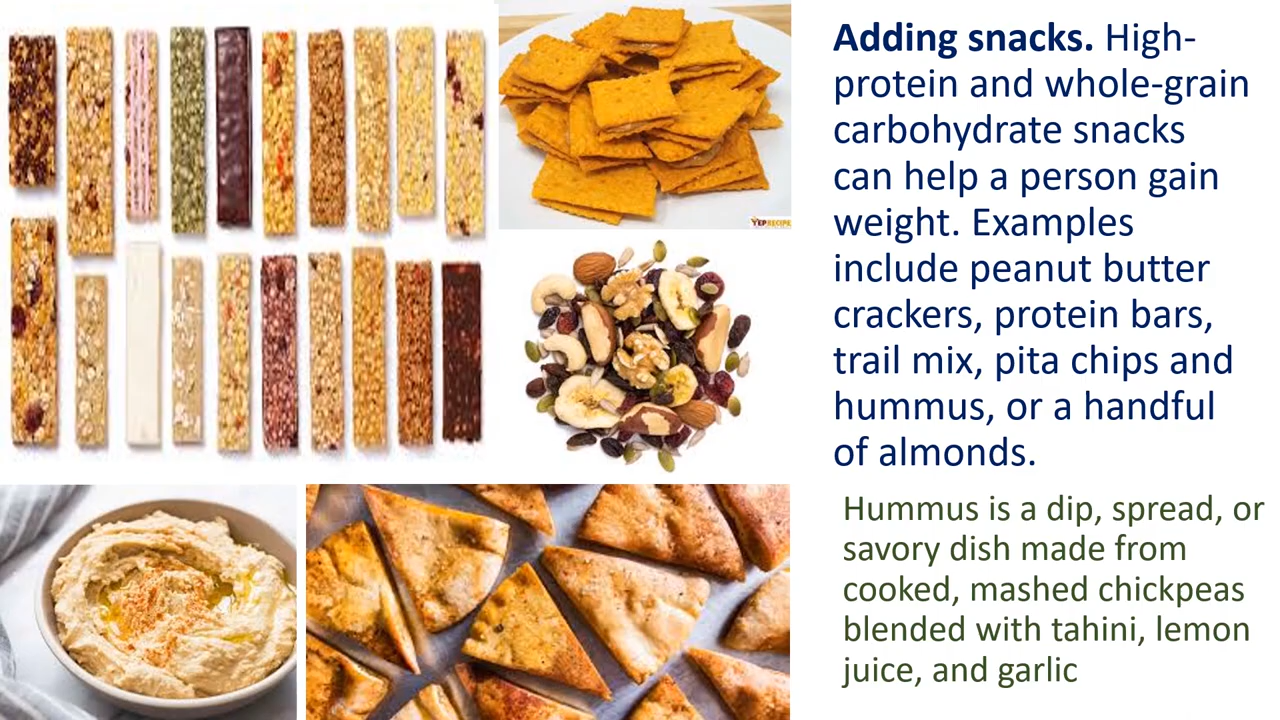 Adding snacks. High-
protein and whole-grain
carbohydrate snacks
can help a person gain
weight. Examples
include peanut butter
crackers, protein bars,
trail mix, pita chips and
hummus, or a handful
of almonds.
Hummus is a dip, spread, or
savory dish made from
cooked, mashed chickpeas
blended with tahini, lemon
juice, and garlic
YEPRECIPE